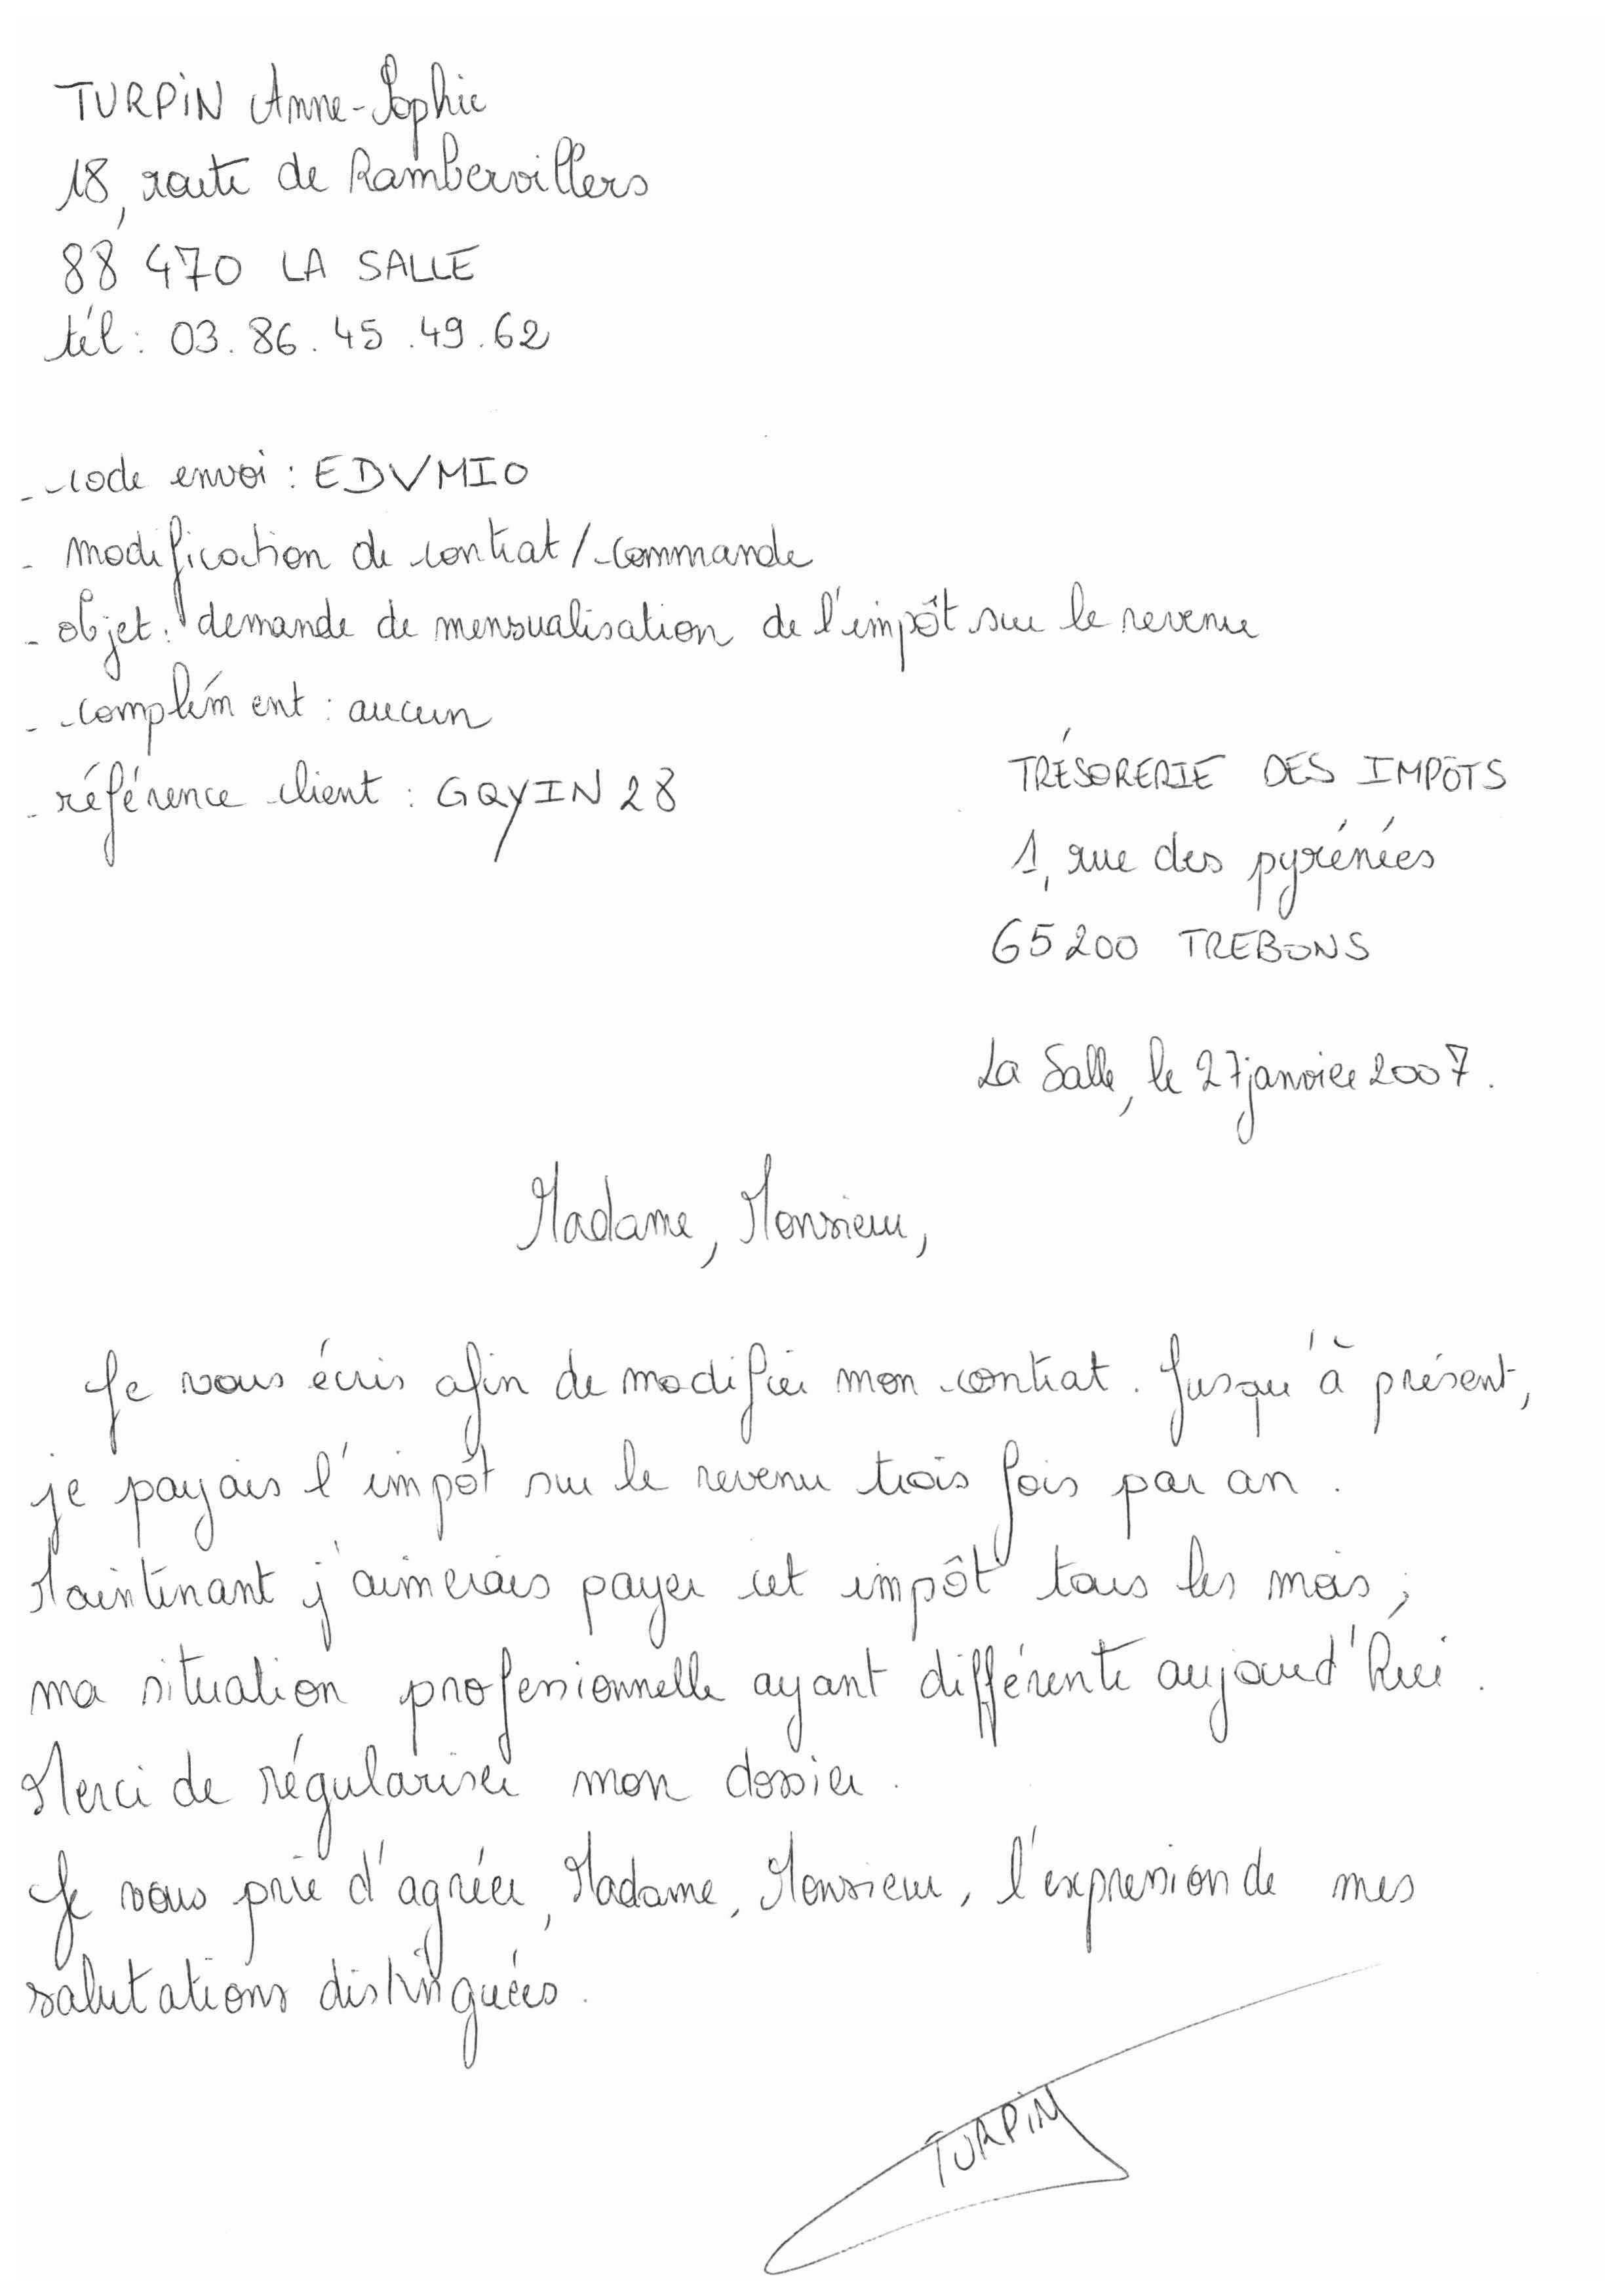 TURPIN Anne-Sophie
18, route de Rambervillers
88 470 LA SALLE
tél : 03. 86. 45. 49. 62
- code envoi : EDVMIO
- modification de contrat / commande
- objet : demande de mensualisation de l'impôt sur le revenu
- complément : aucun
- référence client : GQYIN 28
TRÉSORERIE DES IMPÔTS
1, rue des pyrénées
65 200 TREBONS
La Salle, le 27 janvier 2007.
Madame, Monsieur,
Je vous écris afin de modifier mon contrat. Jusqu'à présent,
je payais l'impôt sur le revenu trois fois par an.
Maintenant j'aimerais payer cet impôt tous les mois ;
ma situation professionnelle ayant différente aujourd'hui.
Merci de régulariser mon dossier.
Je vous prie d'agréer, Madame, Monsieur, l'expression de mes
salutations distinguées.
TURPIN